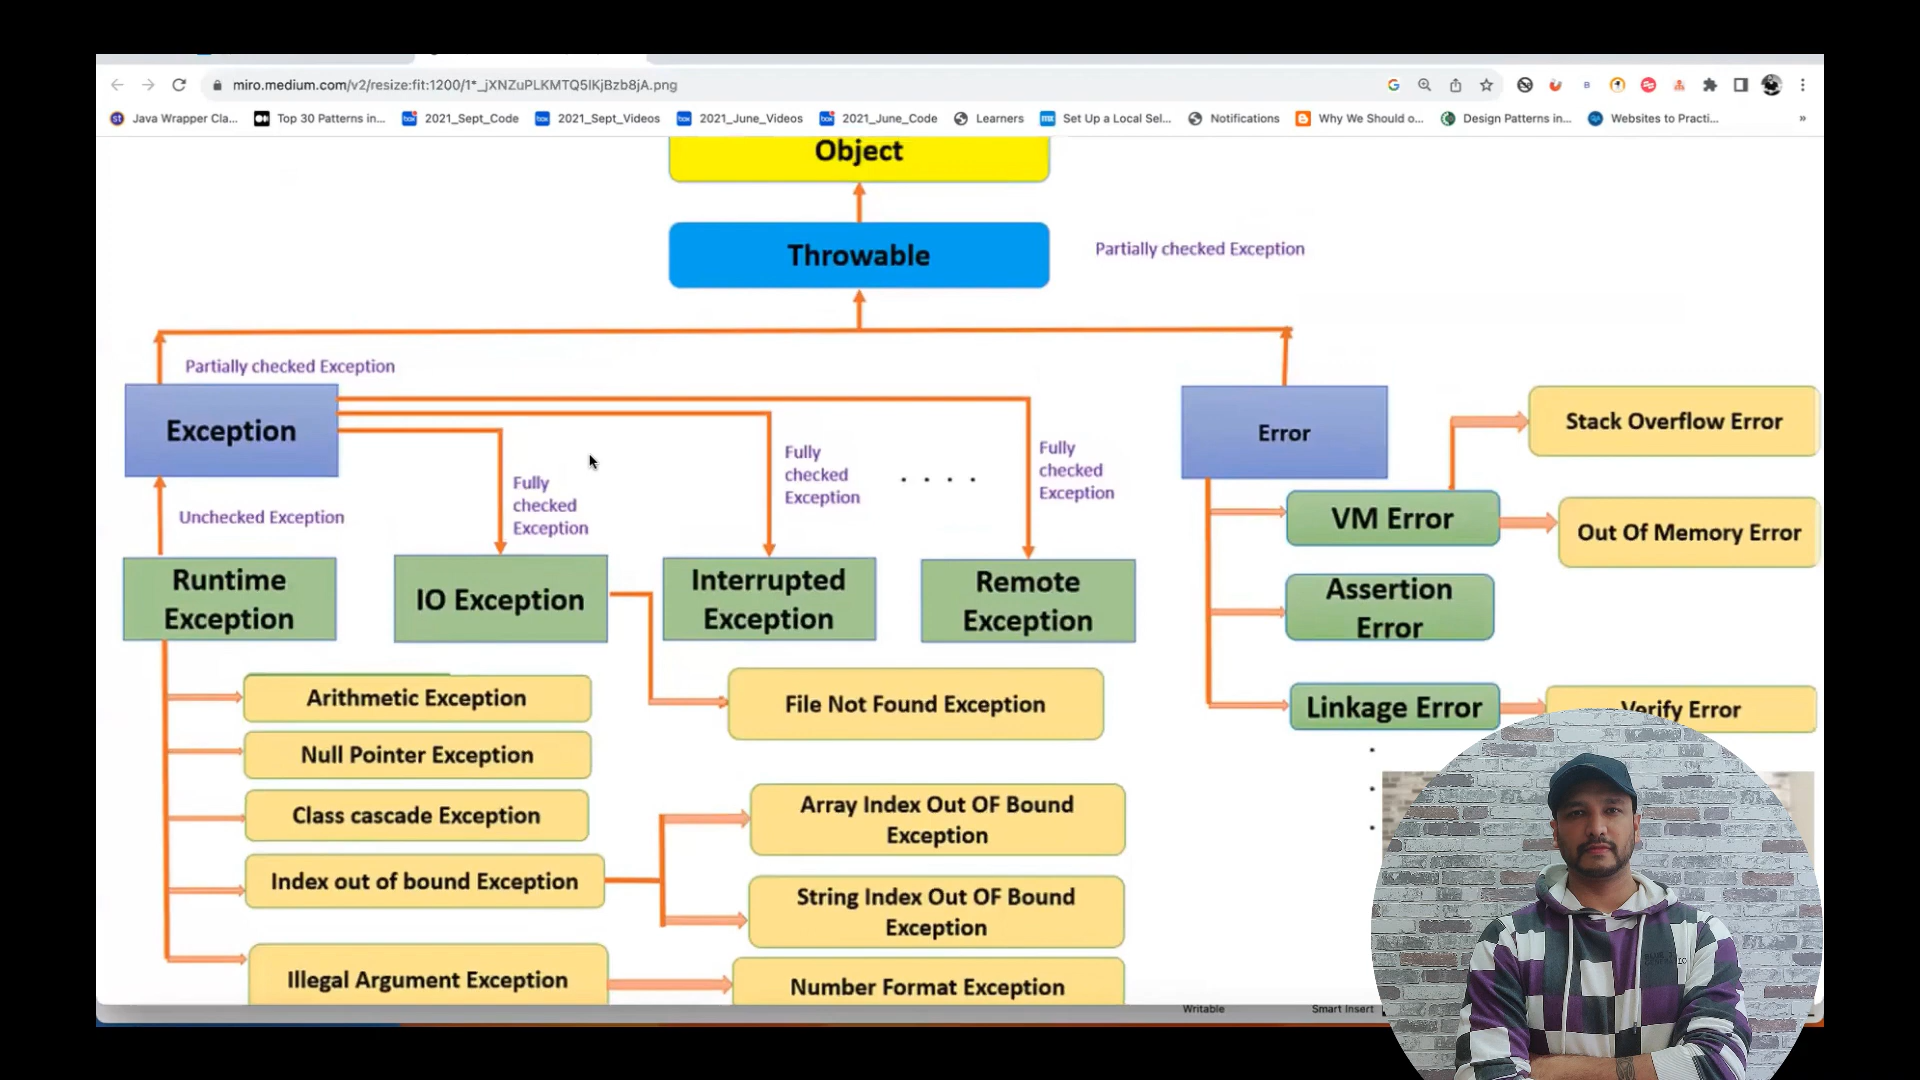 miro.medium.com/v2/resize:fit:1200/1*_jXNZuPLKMTQ5lKjBzb8jA.png
Java Wrapper Cla... Top 30 Patterns in... 2021_Sept_Code 2021_Sept_Videos 2021_June_Videos 2021_June_Code Learners Set Up a Local Sel... Notifications Why We Should o... Design Patterns in... Websites to Practi... »
Object
Throwable
Partially checked Exception
Partially checked Exception
Exception
Error
Stack Overflow Error
Fully
checked
Exception
Fully
checked
Exception
Fully
checked
Exception
. . . .
Unchecked Exception
VM Error
Out Of Memory Error
Runtime
Exception
IO Exception
Interrupted
Exception
Remote
Exception
Assertion
Error
Arithmetic Exception
File Not Found Exception
Linkage Error
Verify Error
Null Pointer Exception
Class cascade Exception
Array Index Out OF Bound
Exception
Index out of bound Exception
String Index Out OF Bound
Exception
Illegal Argument Exception
Number Format Exception
Writable
Smart Insert